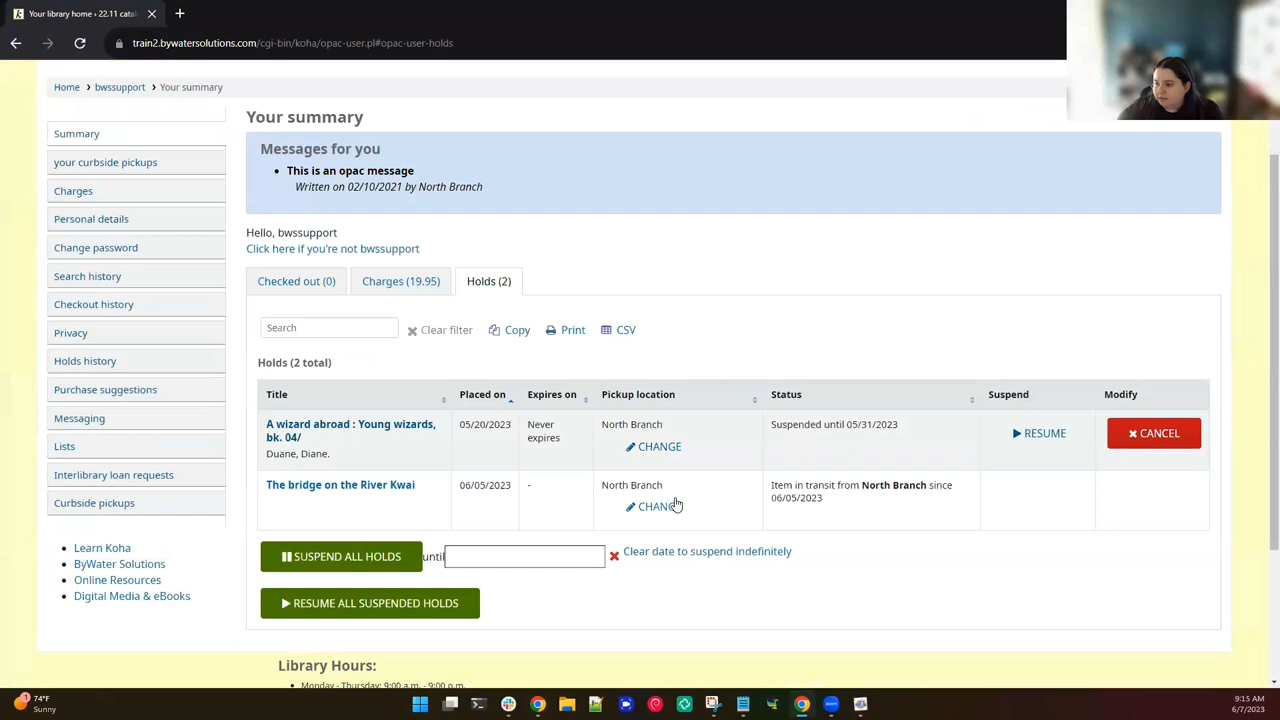 Your library home - 22.11 catal
train2.bywatersolutions.com/cgi-bin/koha/opac-user.pl#opac-user-holds
Home > bwssupport > Your summary
Summary
your curbside pickups
Charges
Personal details
Change password
Search history
Checkout history
Privacy
Holds history
Purchase suggestions
Messaging
Lists
Interlibrary loan requests
Curbside pickups
Learn Koha
ByWater Solutions
Online Resources
Digital Media & eBooks
Your summary
Messages for you
This is an opac message
Written on 02/10/2021 by North Branch
Hello, bwssupport
Click here if you're not bwssupport
Checked out (0) Charges (19.95) Holds (2)
Search Clear filter Copy Print CSV
Holds (2 total)
Title Placed on Expires on Pickup location Status Suspend Modify
A wizard abroad : Young wizards, bk. 04/
Duane, Diane.
05/20/2023
Never expires
North Branch
CHANGE
Suspended until 05/31/2023
RESUME
CANCEL
The bridge on the River Kwai
06/05/2023
-
North Branch
Item in transit from North Branch since 06/05/2023
SUSPEND ALL HOLDS until Clear date to suspend indefinitely
RESUME ALL SUSPENDED HOLDS
Library Hours:
Monday - Thursday: 9:00 a.m. - 9:00 p.m.
74°F
Sunny
9:15 AM
6/7/2023